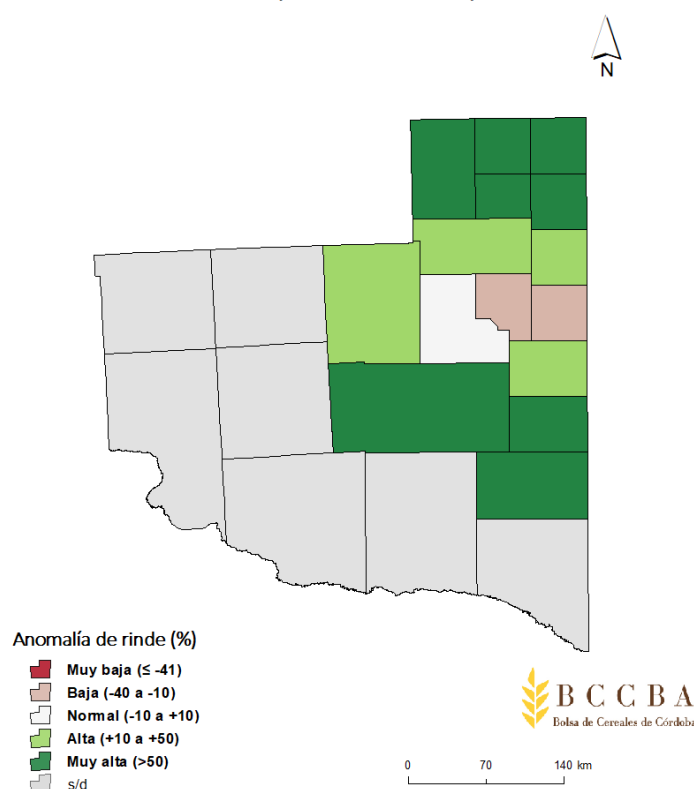 N
Anomalía de rinde (%)
Muy baja (≤ -41)
Baja (-40 a -10)
Normal (-10 a +10)
Alta (+10 a +50)
Muy alta (>50)
s/d
BCCBA
Bolsa de Cereales de Córdoba
0 70 140 km